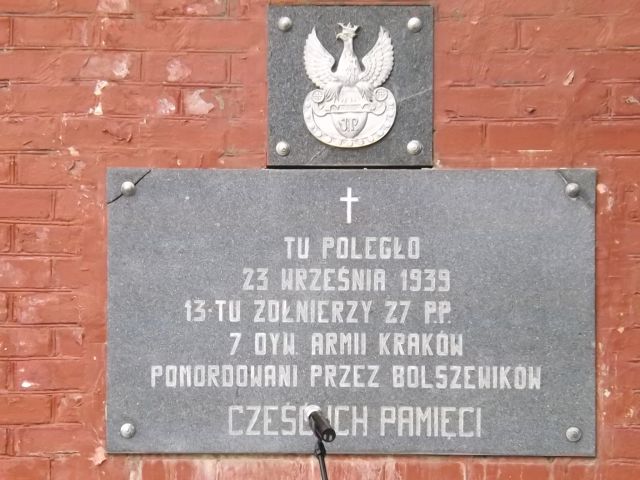 JP
TU POLEGŁO
23 WRZEŚNIA 1939
13-TU ŻOŁNIERZY 27 P.P.
7 DYW. ARMII KRAKÓW
POMORDOWANI PRZEZ BOLSZEWIKÓW
CZEŚĆ ICH PAMIĘCI